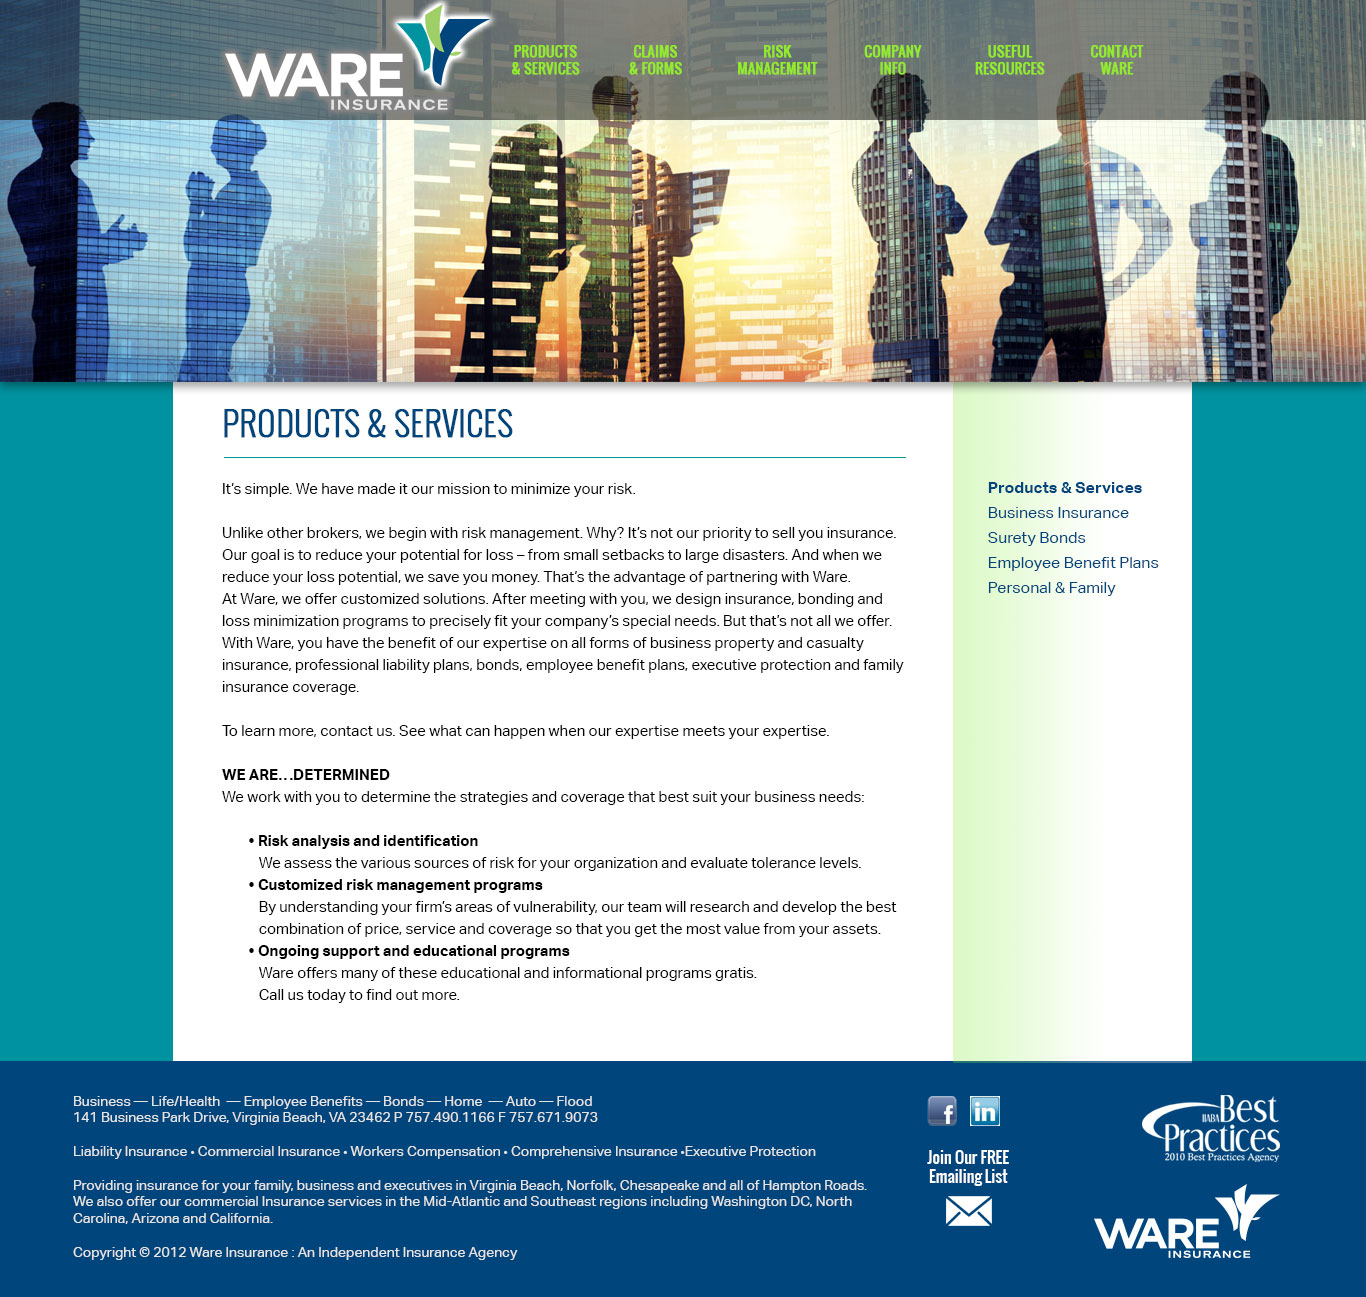 WARE
INSURANCE
PRODUCTS
& SERVICES
CLAIMS
& FORMS
RISK
MANAGEMENT
COMPANY
INFO
USEFUL
RESOURCES
CONTACT
WARE
PRODUCTS & SERVICES
It’s simple. We have made it our mission to minimize your risk.
Unlike other brokers, we begin with risk management. Why? It’s not our priority to sell you insurance.
Our goal is to reduce your potential for loss – from small setbacks to large disasters. And when we
reduce your loss potential, we save you money. That’s the advantage of partnering with Ware.
At Ware, we offer customized solutions. After meeting with you, we design insurance, bonding and
loss minimization programs to precisely fit your company’s special needs. But that’s not all we offer.
With Ware, you have the benefit of our expertise on all forms of business property and casualty
insurance, professional liability plans, bonds, employee benefit plans, executive protection and family
insurance coverage.
To learn more, contact us. See what can happen when our expertise meets your expertise.
WE ARE…DETERMINED
We work with you to determine the strategies and coverage that best suit your business needs:
• Risk analysis and identification
We assess the various sources of risk for your organization and evaluate tolerance levels.
• Customized risk management programs
By understanding your firm’s areas of vulnerability, our team will research and develop the best
combination of price, service and coverage so that you get the most value from your assets.
• Ongoing support and educational programs
Ware offers many of these educational and informational programs gratis.
Call us today to find out more.
Products & Services
Business Insurance
Surety Bonds
Employee Benefit Plans
Personal & Family
Business — Life/Health — Employee Benefits — Bonds — Home — Auto — Flood
141 Business Park Drive, Virginia Beach, VA 23462 P 757.490.1166 F 757.671.9073
Liability Insurance • Commercial Insurance • Workers Compensation • Comprehensive Insurance •Executive Protection
Providing insurance for your family, business and executives in Virginia Beach, Norfolk, Chesapeake and all of Hampton Roads.
We also offer our commercial Insurance services in the Mid-Atlantic and Southeast regions including Washington DC, North
Carolina, Arizona and California.
Copyright © 2012 Ware Insurance : An Independent Insurance Agency
f
in
Join Our FREE
Emailing List
IIABA Best
Practices
2010 Best Practices Agency
WARE
INSURANCE